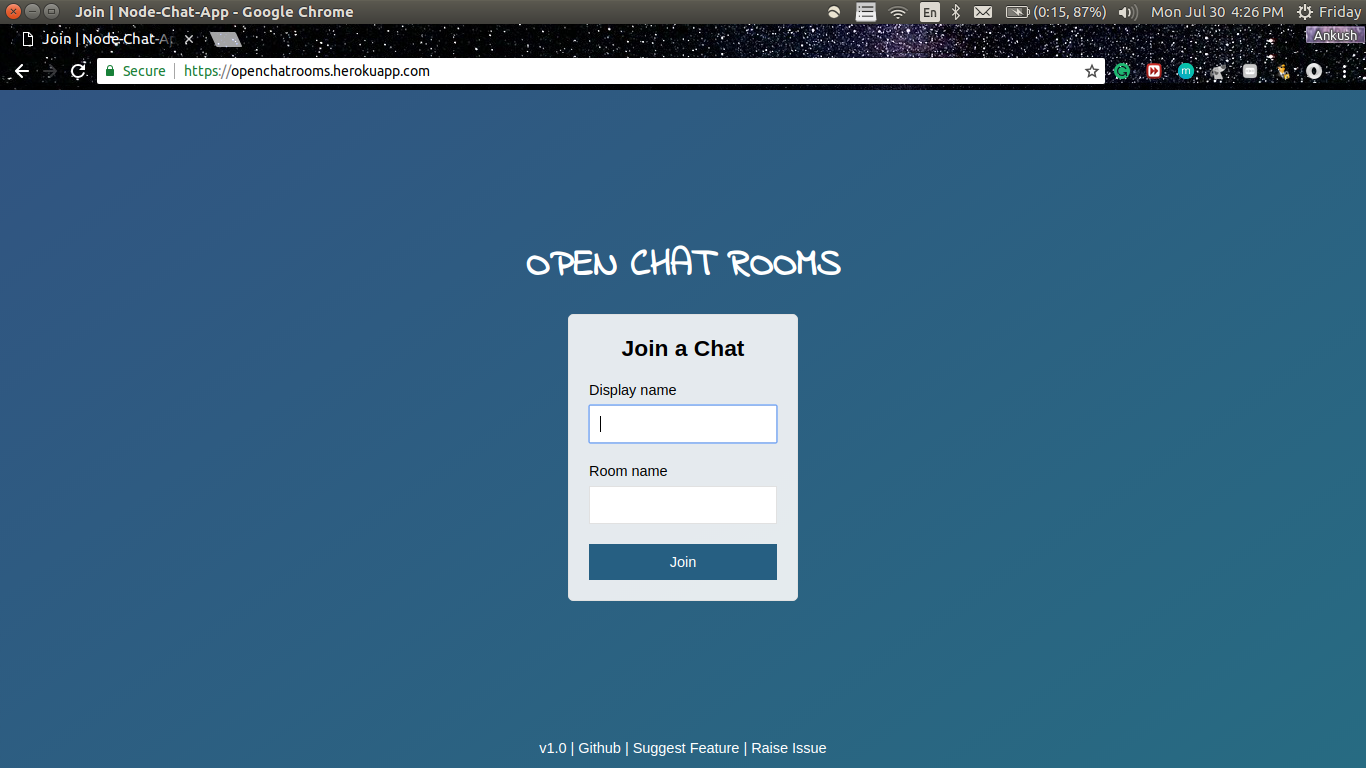 Join | Node-Chat-App - Google Chrome
En
(0:15, 87%)
Mon Jul 30 4:26 PM
Friday
Join | Node-Chat-Ap
Ankush
Secure
https://openchatrooms.herokuapp.com
m
OPEN CHAT ROOMS
Join a Chat
Display name
Room name
Join
v1.0 | Github | Suggest Feature | Raise Issue